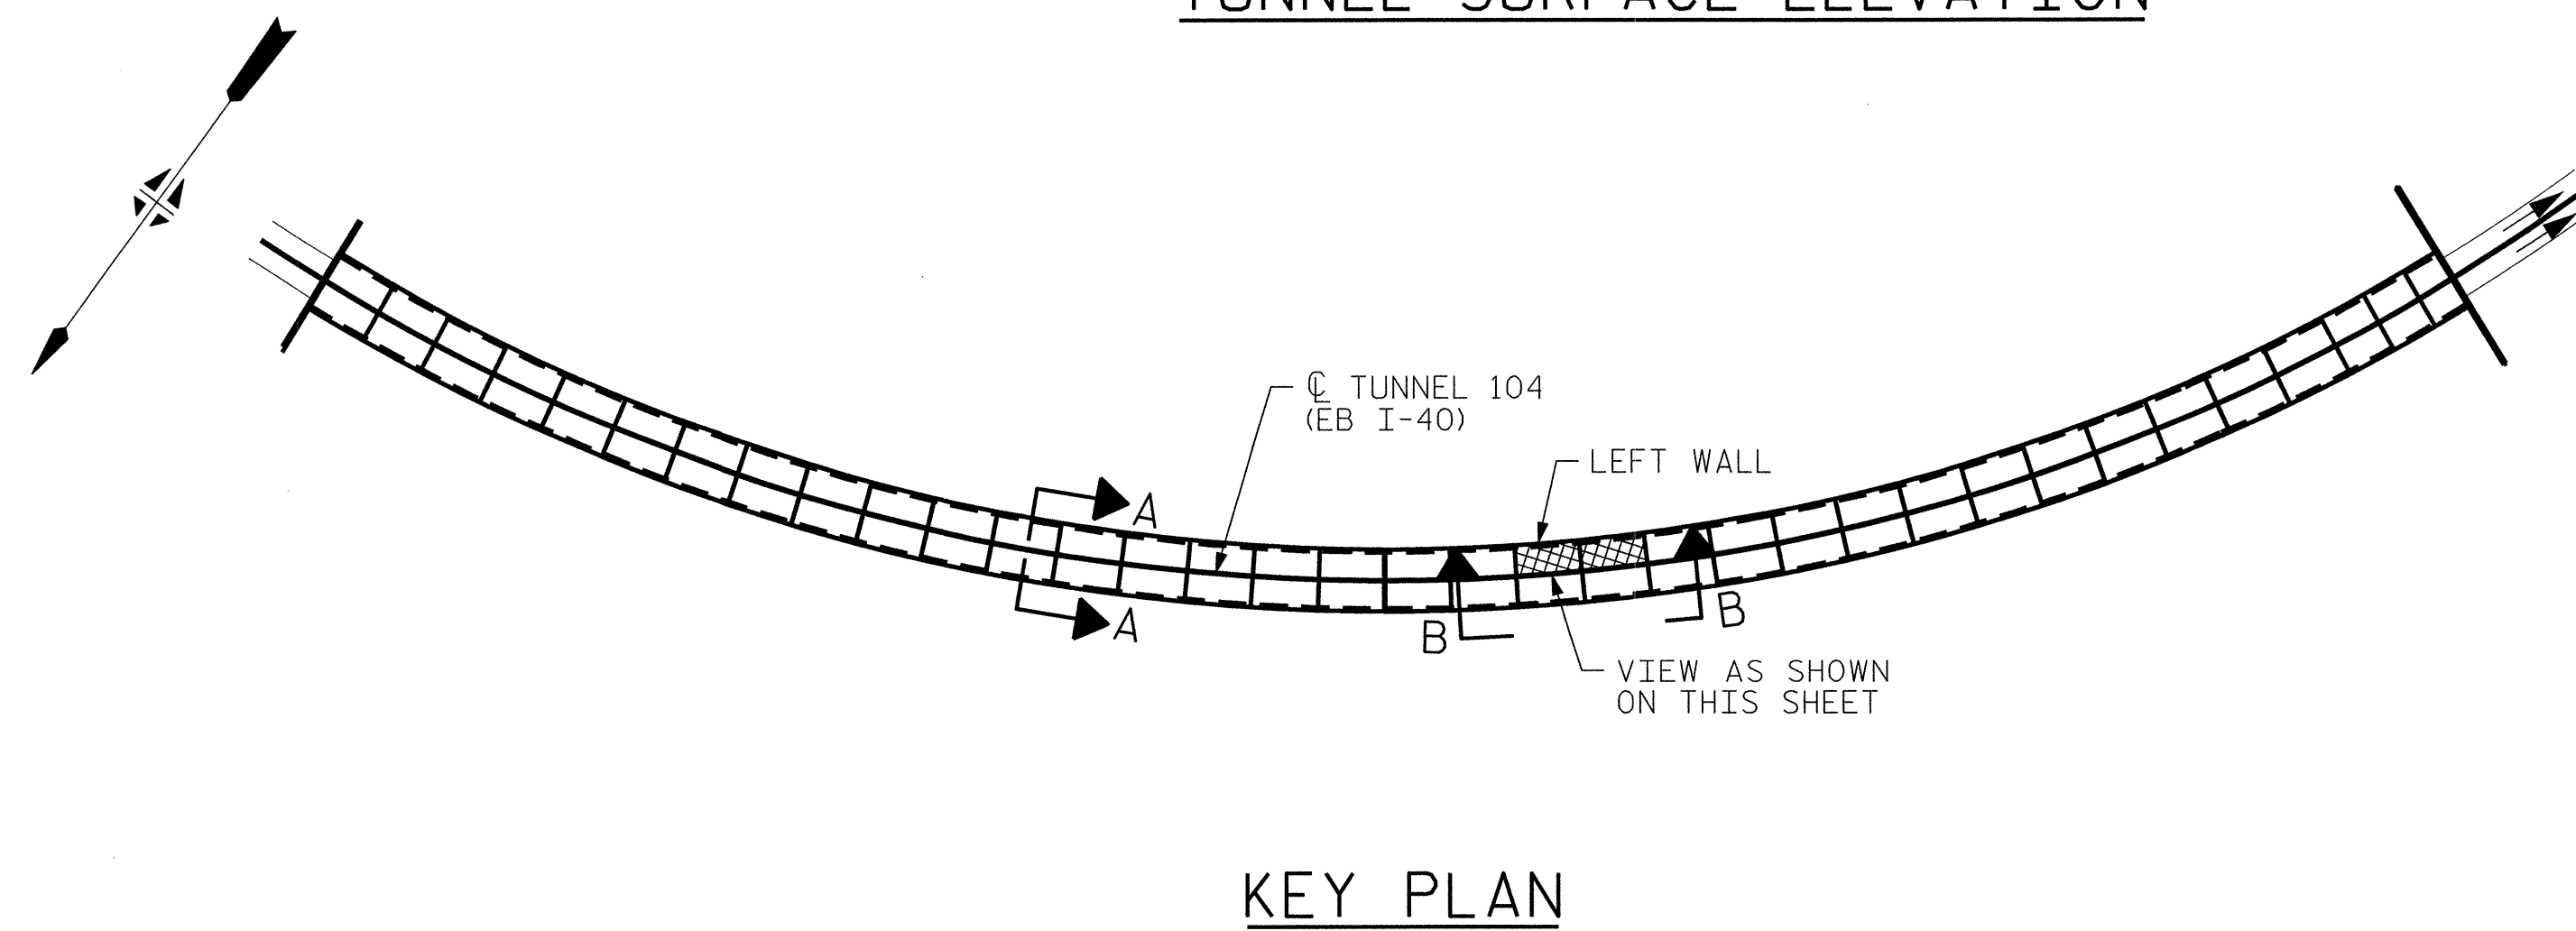 TUNNEL SURFACE ELEVATION
℄ TUNNEL 104
(EB I-40)
LEFT WALL
A
A
B
B
VIEW AS SHOWN
ON THIS SHEET
KEY PLAN